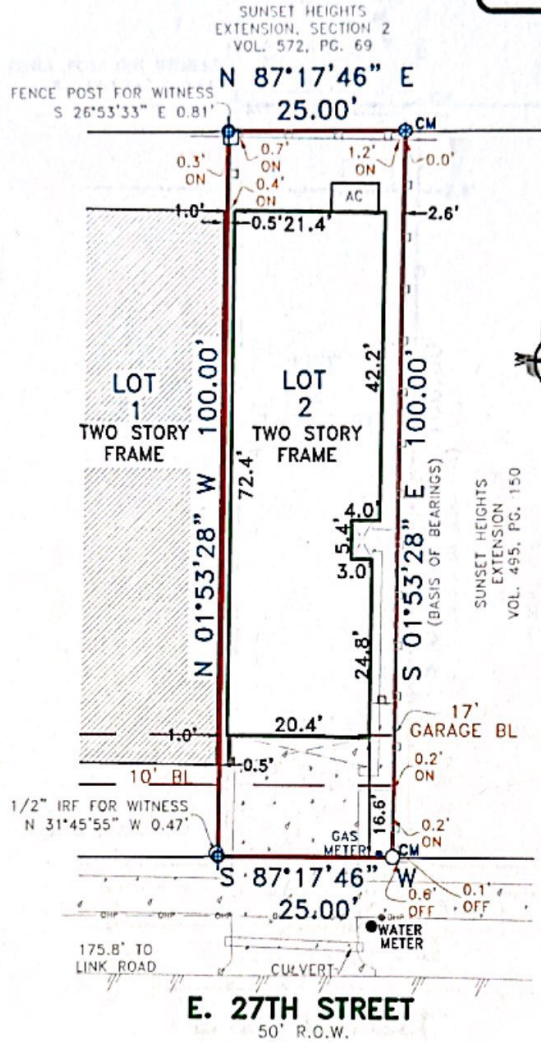 SUNSET HEIGHTS
EXTENSION, SECTION 2
VOL. 572, PG. 69
N 87°17'46" E
25.00'
FENCE POST FOR WITNESS
S 26°53'33" E 0.81'
CM
0.3'
ON
0.7'
ON
1.2'
ON
0.0'
0.4'
ON
AC
1.0'
0.5'
21.4'
2.6'
LOT
1
TWO STORY
FRAME
LOT
2
TWO STORY
FRAME
N 01°53'28" W 100.00'
72.4'
42.2'
4.0'
5.4'
3.0'
24.8'
S 01°53'28" E 100.00'
(BASIS OF BEARINGS)
SUNSET HEIGHTS
EXTENSION
VOL. 495, PG. 150
W
1.0'
20.4'
17'
GARAGE BL
0.5'
10' BL
0.2'
ON
16.6'
0.2'
ON
1/2" IRF FOR WITNESS
N 31°45'55" W 0.47'
GAS
METER
CM
S 87°17'46" W
25.00'
0.6'
OFF
0.1'
OFF
OHP
OHP
OHP
WATER
METER
175.8' TO
LINK ROAD
CULVERT
E. 27TH STREET
50' R.O.W.